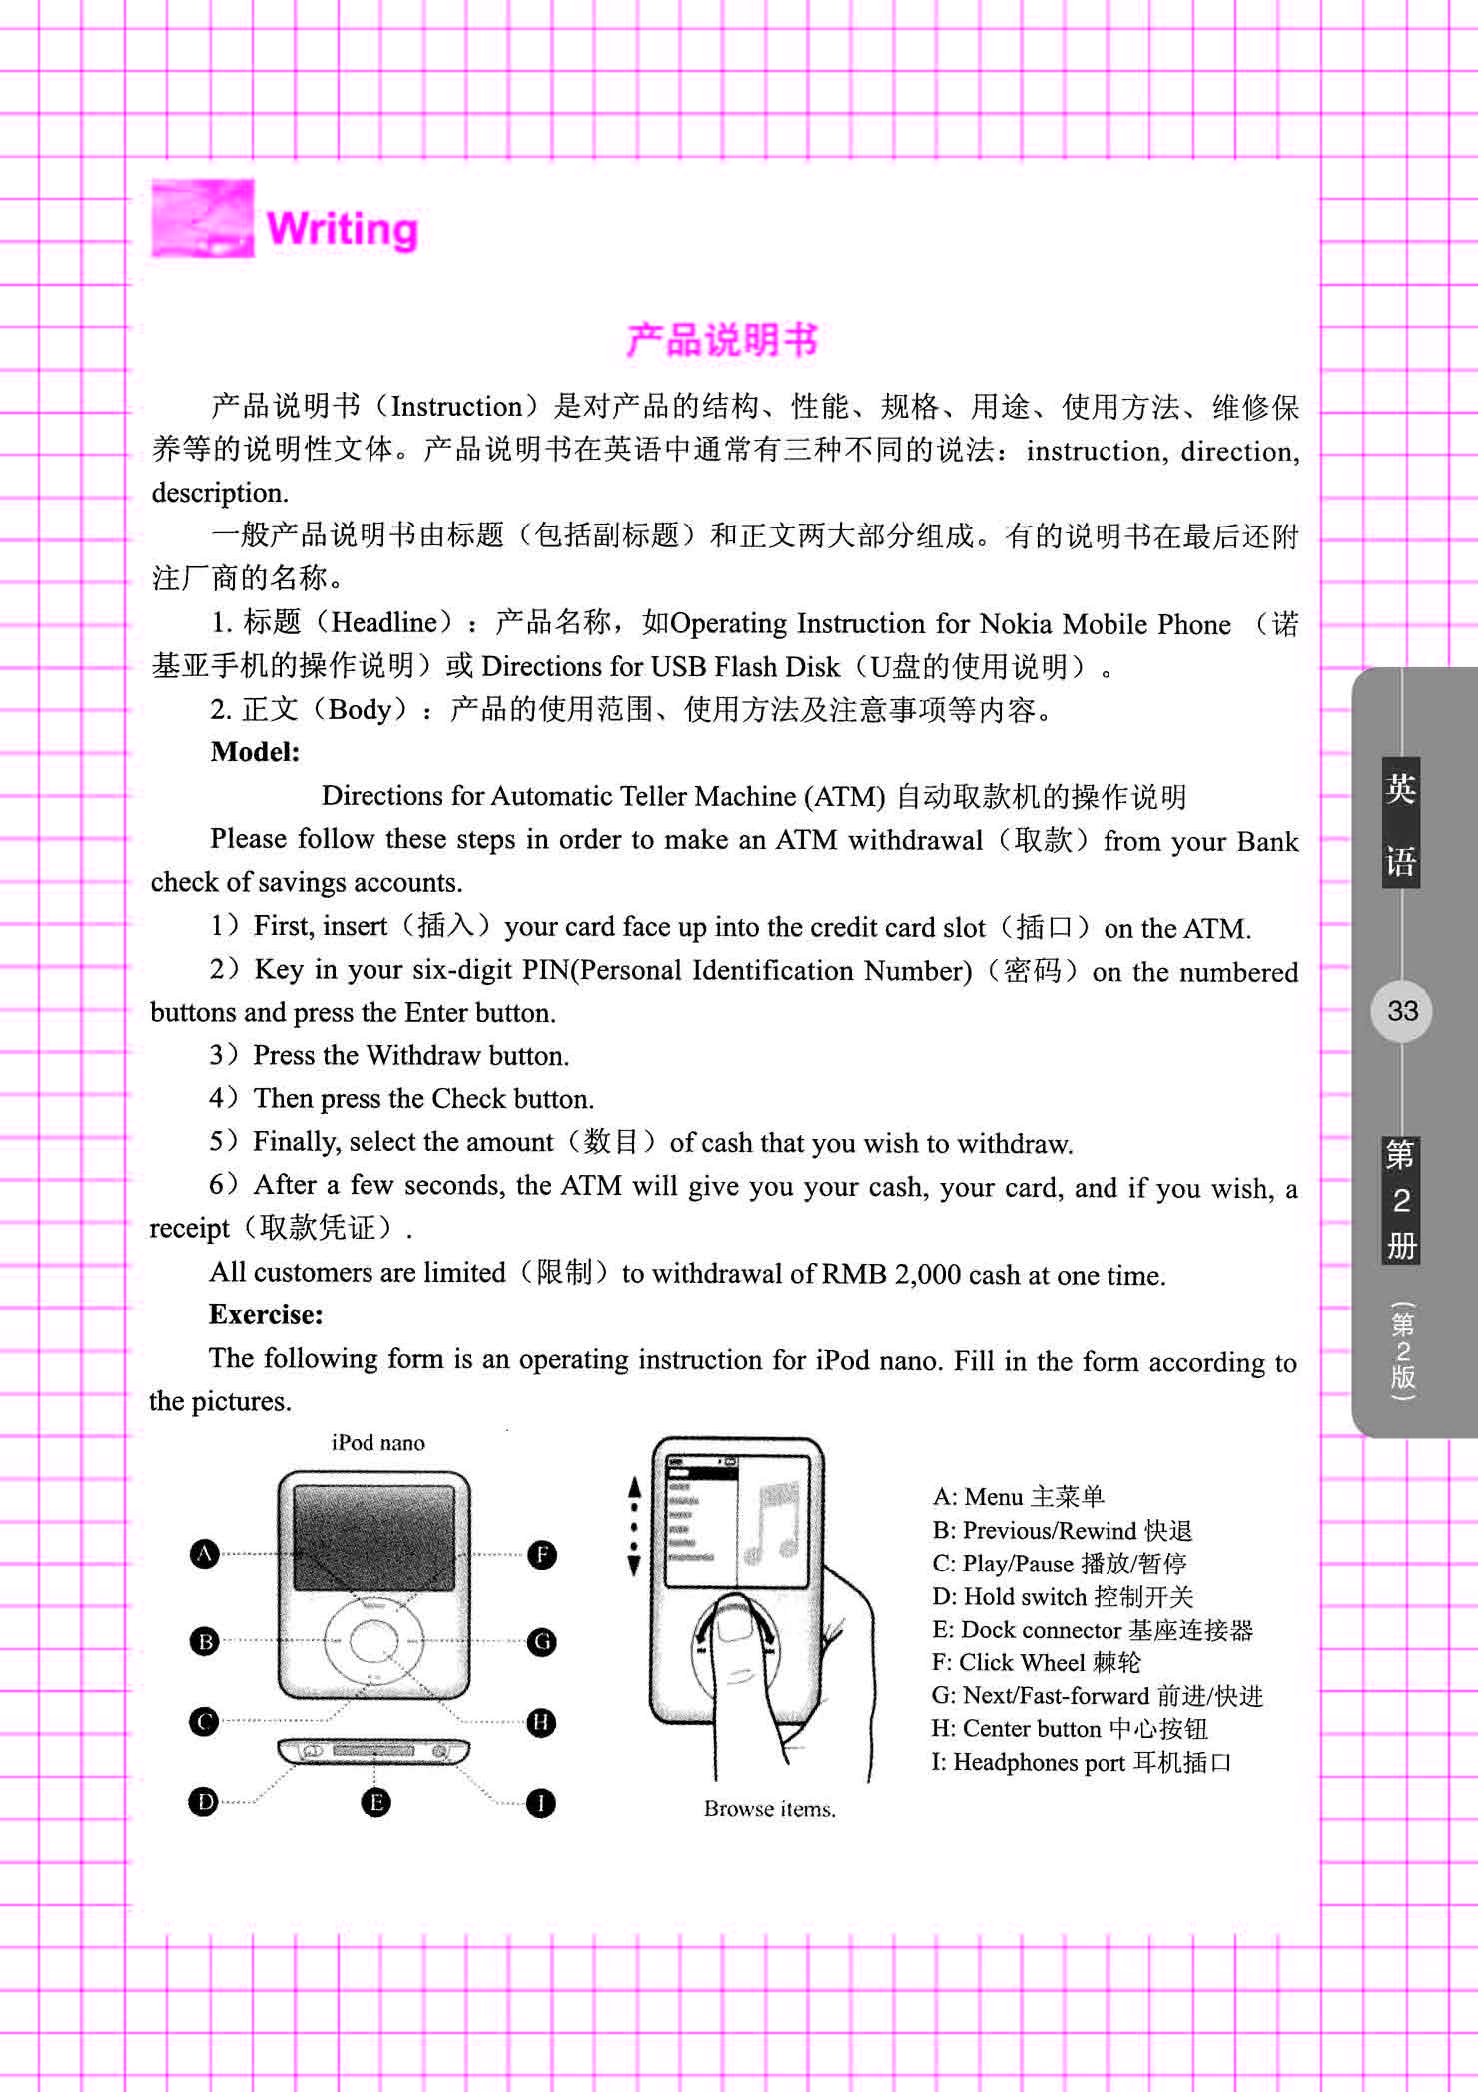 Writing
产品说明书
产品说明书（Instruction）是对产品的结构、性能、规格、用途、使用方法、维修保
养等的说明性文体。产品说明书在英语中通常有三种不同的说法：instruction, direction,
description.
一般产品说明书由标题（包括副标题）和正文两大部分组成。有的说明书在最后还附
注厂商的名称。
1. 标题（Headline）：产品名称，如Operating Instruction for Nokia Mobile Phone （诺
基亚手机的操作说明）或 Directions for USB Flash Disk（U盘的使用说明）。
2. 正文（Body）：产品的使用范围、使用方法及注意事项等内容。
Model:
Directions for Automatic Teller Machine (ATM) 自动取款机的操作说明
Please follow these steps in order to make an ATM withdrawal（取款）from your Bank
check of savings accounts.
1）First, insert（插入）your card face up into the credit card slot（插口）on the ATM.
2）Key in your six-digit PIN(Personal Identification Number)（密码）on the numbered
buttons and press the Enter button.
3）Press the Withdraw button.
4）Then press the Check button.
5）Finally, select the amount（数目）of cash that you wish to withdraw.
6）After a few seconds, the ATM will give you your cash, your card, and if you wish, a
receipt（取款凭证）.
All customers are limited（限制）to withdrawal of RMB 2,000 cash at one time.
Exercise:
The following form is an operating instruction for iPod nano. Fill in the form according to
the pictures.
iPod nano
A
F
B
G
C
H
D
E
I
Browse items.
A: Menu 主菜单
B: Previous/Rewind 快退
C: Play/Pause 播放/暂停
D: Hold switch 控制开关
E: Dock connector 基座连接器
F: Click Wheel 棘轮
G: Next/Fast-forward 前进/快进
H: Center button 中心按钮
I: Headphones port 耳机插口
英语
33
第2册
（第2版）